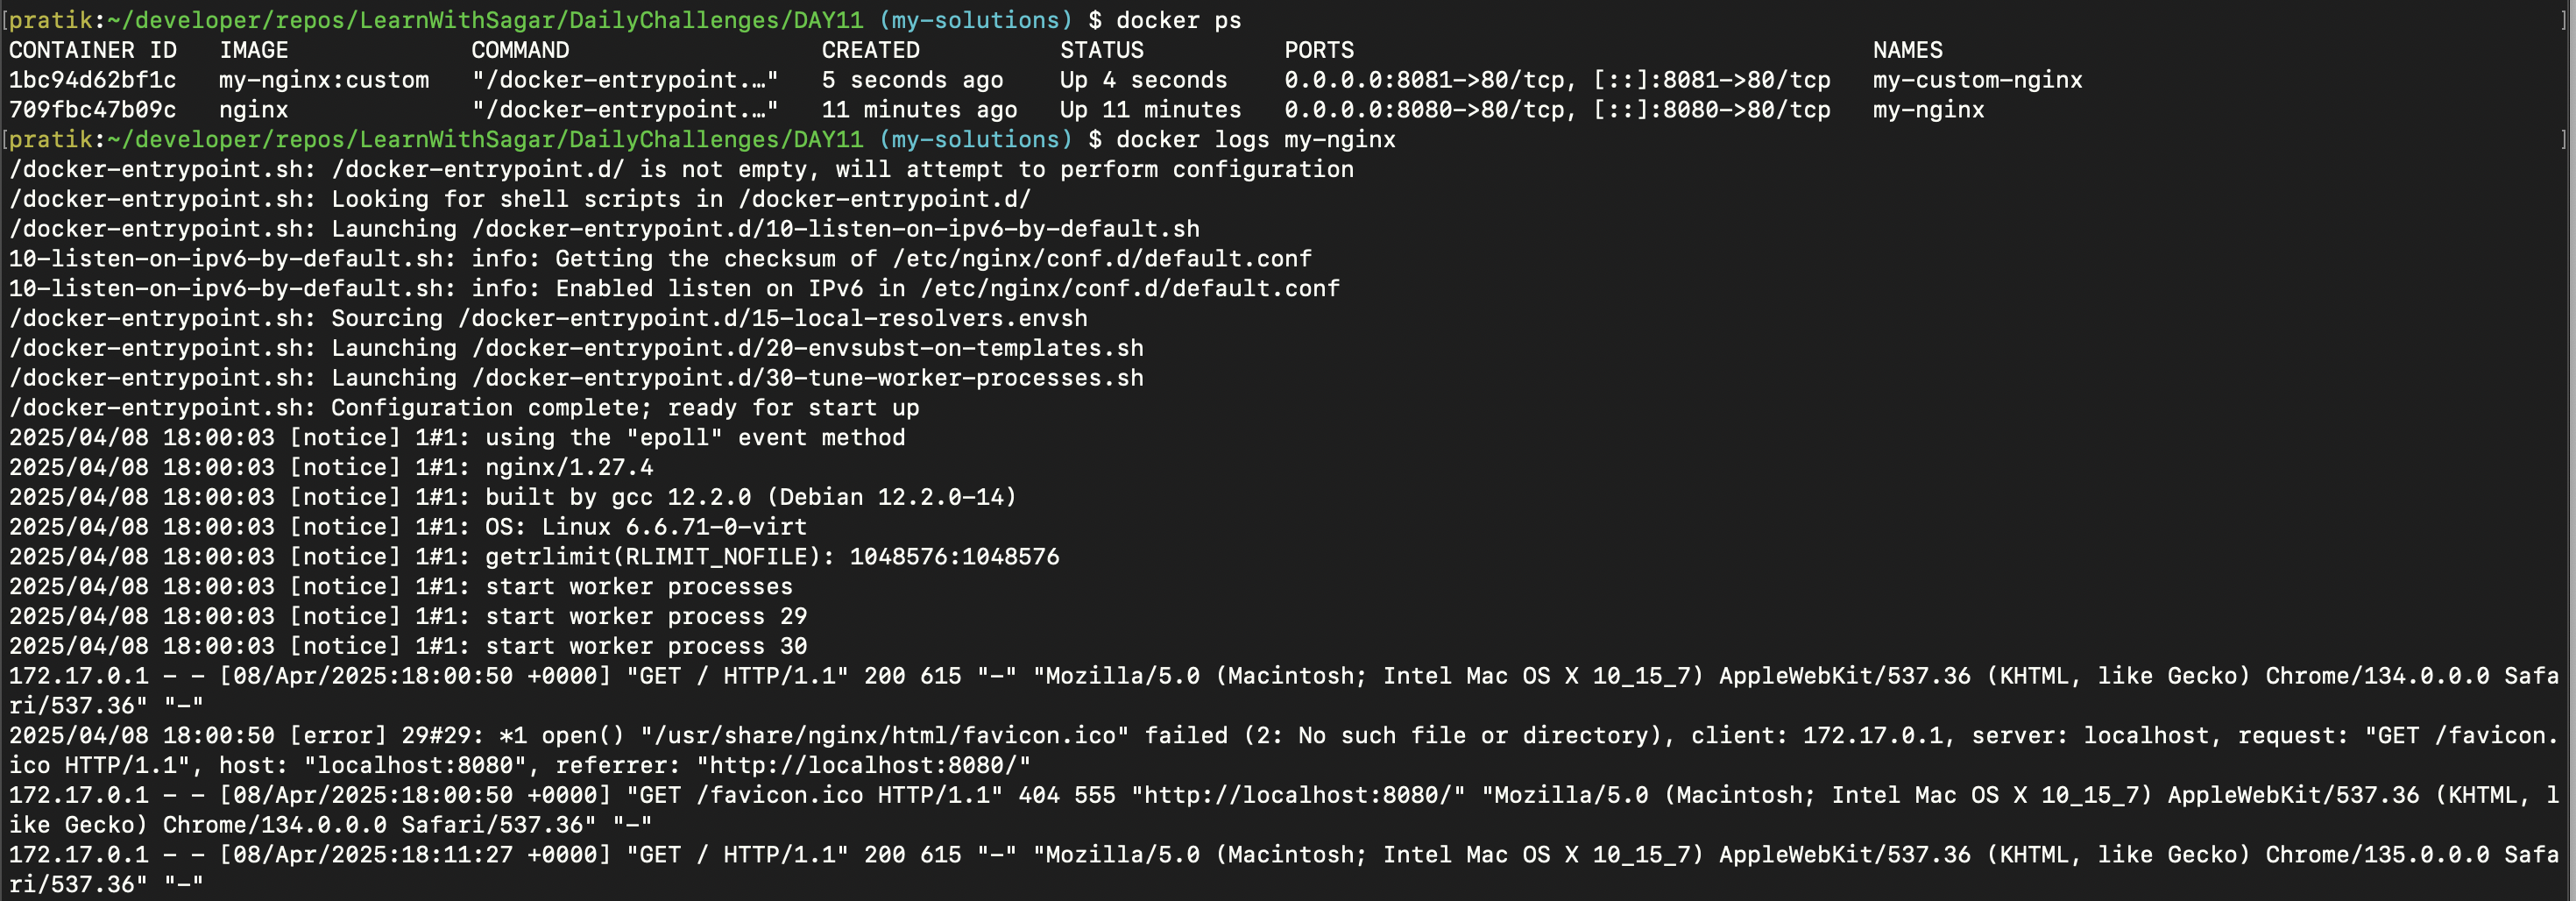 [pratik:~/developer/repos/LearnWithSagar/DailyChallenges/DAY11 (my-solutions) $ docker ps ]
CONTAINER ID   IMAGE             COMMAND                  CREATED          STATUS          PORTS                                     NAMES
1bc94d62bf1c   my-nginx:custom   "/docker-entrypoint.…"   5 seconds ago    Up 4 seconds    0.0.0.0:8081->80/tcp, [::]:8081->80/tcp   my-custom-nginx
709fbc47b09c   nginx             "/docker-entrypoint.…"   11 minutes ago   Up 11 minutes   0.0.0.0:8080->80/tcp, [::]:8080->80/tcp   my-nginx
[pratik:~/developer/repos/LearnWithSagar/DailyChallenges/DAY11 (my-solutions) $ docker logs my-nginx ]
/docker-entrypoint.sh: /docker-entrypoint.d/ is not empty, will attempt to perform configuration
/docker-entrypoint.sh: Looking for shell scripts in /docker-entrypoint.d/
/docker-entrypoint.sh: Launching /docker-entrypoint.d/10-listen-on-ipv6-by-default.sh
10-listen-on-ipv6-by-default.sh: info: Getting the checksum of /etc/nginx/conf.d/default.conf
10-listen-on-ipv6-by-default.sh: info: Enabled listen on IPv6 in /etc/nginx/conf.d/default.conf
/docker-entrypoint.sh: Sourcing /docker-entrypoint.d/15-local-resolvers.envsh
/docker-entrypoint.sh: Launching /docker-entrypoint.d/20-envsubst-on-templates.sh
/docker-entrypoint.sh: Launching /docker-entrypoint.d/30-tune-worker-processes.sh
/docker-entrypoint.sh: Configuration complete; ready for start up
2025/04/08 18:00:03 [notice] 1#1: using the "epoll" event method
2025/04/08 18:00:03 [notice] 1#1: nginx/1.27.4
2025/04/08 18:00:03 [notice] 1#1: built by gcc 12.2.0 (Debian 12.2.0-14)
2025/04/08 18:00:03 [notice] 1#1: OS: Linux 6.6.71-0-virt
2025/04/08 18:00:03 [notice] 1#1: getrlimit(RLIMIT_NOFILE): 1048576:1048576
2025/04/08 18:00:03 [notice] 1#1: start worker processes
2025/04/08 18:00:03 [notice] 1#1: start worker process 29
2025/04/08 18:00:03 [notice] 1#1: start worker process 30
172.17.0.1 - - [08/Apr/2025:18:00:50 +0000] "GET / HTTP/1.1" 200 615 "-" "Mozilla/5.0 (Macintosh; Intel Mac OS X 10_15_7) AppleWebKit/537.36 (KHTML, like Gecko) Chrome/134.0.0.0 Safa
ri/537.36" "-"
2025/04/08 18:00:50 [error] 29#29: *1 open() "/usr/share/nginx/html/favicon.ico" failed (2: No such file or directory), client: 172.17.0.1, server: localhost, request: "GET /favicon.
ico HTTP/1.1", host: "localhost:8080", referrer: "http://localhost:8080/"
172.17.0.1 - - [08/Apr/2025:18:00:50 +0000] "GET /favicon.ico HTTP/1.1" 404 555 "http://localhost:8080/" "Mozilla/5.0 (Macintosh; Intel Mac OS X 10_15_7) AppleWebKit/537.36 (KHTML, l
ike Gecko) Chrome/134.0.0.0 Safari/537.36" "-"
172.17.0.1 - - [08/Apr/2025:18:11:27 +0000] "GET / HTTP/1.1" 200 615 "-" "Mozilla/5.0 (Macintosh; Intel Mac OS X 10_15_7) AppleWebKit/537.36 (KHTML, like Gecko) Chrome/135.0.0.0 Safa
ri/537.36" "-"